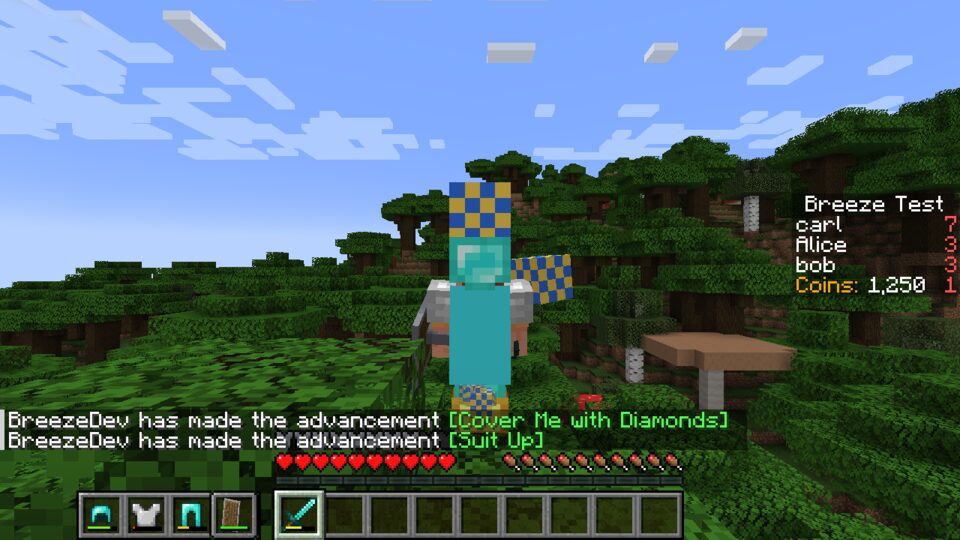 Breeze Test
carl 7
Alice 3
bob 3
Coins: 1,250 1
BreezeDev has made the advancement [Cover Me with Diamonds]
BreezeDev has made the advancement [Suit Up]